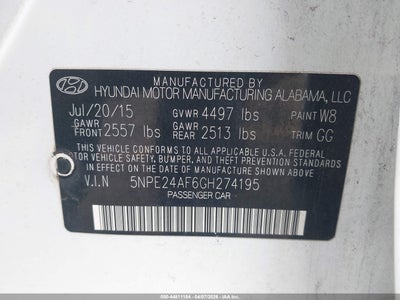 MANUFACTURED BY
HYUNDAI MOTOR MANUFACTURING ALABAMA, LLC
Jul/20/15 GVWR 4497 lbs PAINT W8
GAWR FRONT 2557 lbs GAWR REAR 2513 lbs TRIM GG
THIS VEHICLE CONFORMS TO ALL APPLICABLE FEDERAL
MOTOR VEHICLE SAFETY, BUMPER, AND THEFT PREVENTION
STANDARDS IN EFFECT ON THE DATE OF MANUFACTURE
SHOWN ABOVE.
V.I.N 5NPE24AF6GH274195
PASSENGER CAR